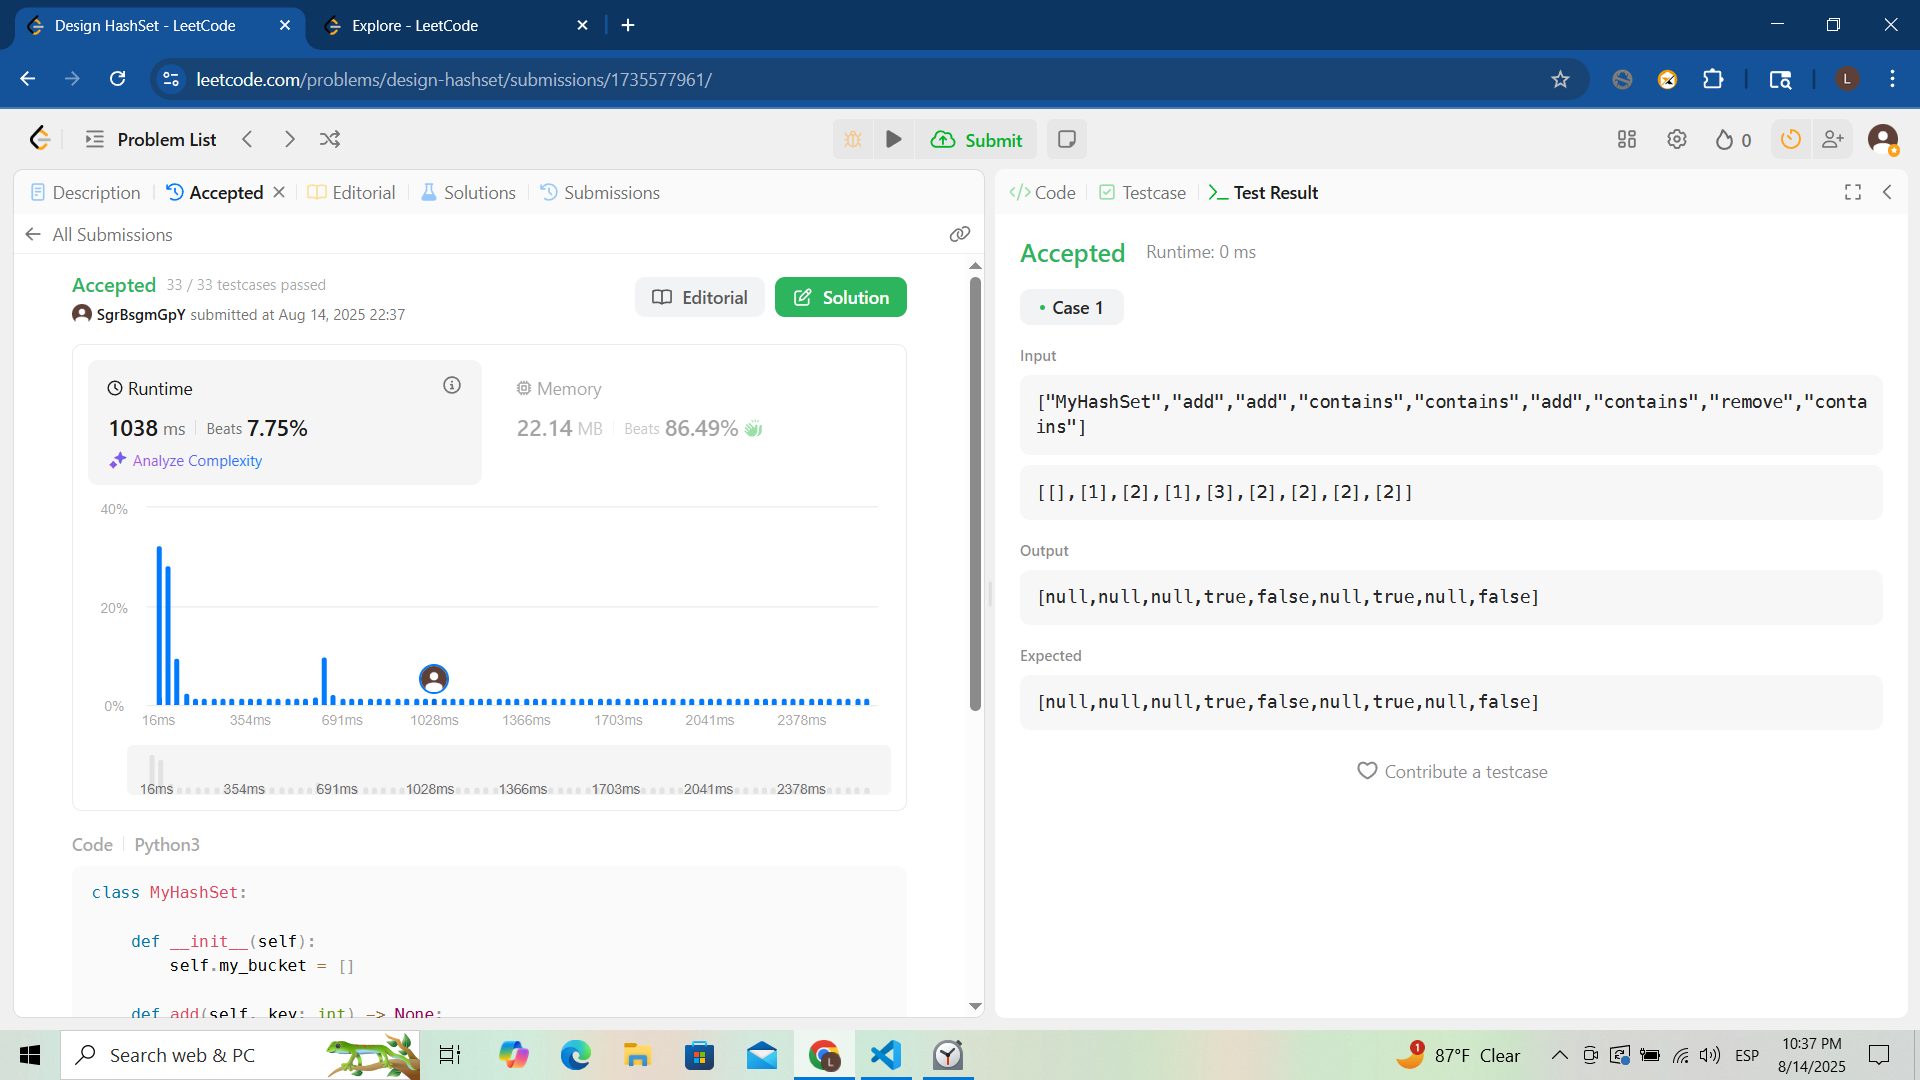 Design HashSet - LeetCode
Explore - LeetCode
leetcode.com/problems/design-hashset/submissions/1735577961/
L
Problem List
Submit
0
Description
Accepted
Editorial
Solutions
Submissions
All Submissions
Accepted 33 / 33 testcases passed
SgrBsgmGpY submitted at Aug 14, 2025 22:37
Editorial
Solution
Runtime
1038 ms Beats 7.75%
Analyze Complexity
Memory
22.14 MB Beats 86.49%
40%
20%
0%
16ms 354ms 691ms 1028ms 1366ms 1703ms 2041ms 2378ms
16ms 354ms 691ms 1028ms 1366ms 1703ms 2041ms 2378ms
Code Python3
class MyHashSet:
def __init__(self):
self.my_bucket = []
def add(self, key: int) -> None:
</> Code
Testcase
Test Result
Accepted Runtime: 0 ms
Case 1
Input
["MyHashSet","add","add","contains","contains","add","contains","remove","conta
ins"]
[[],[1],[2],[1],[3],[2],[2],[2],[2]]
Output
[null,null,null,true,false,null,true,null,false]
Expected
[null,null,null,true,false,null,true,null,false]
Contribute a testcase
Search web & PC
L
1
87°F Clear
ESP
10:37 PM
8/14/2025